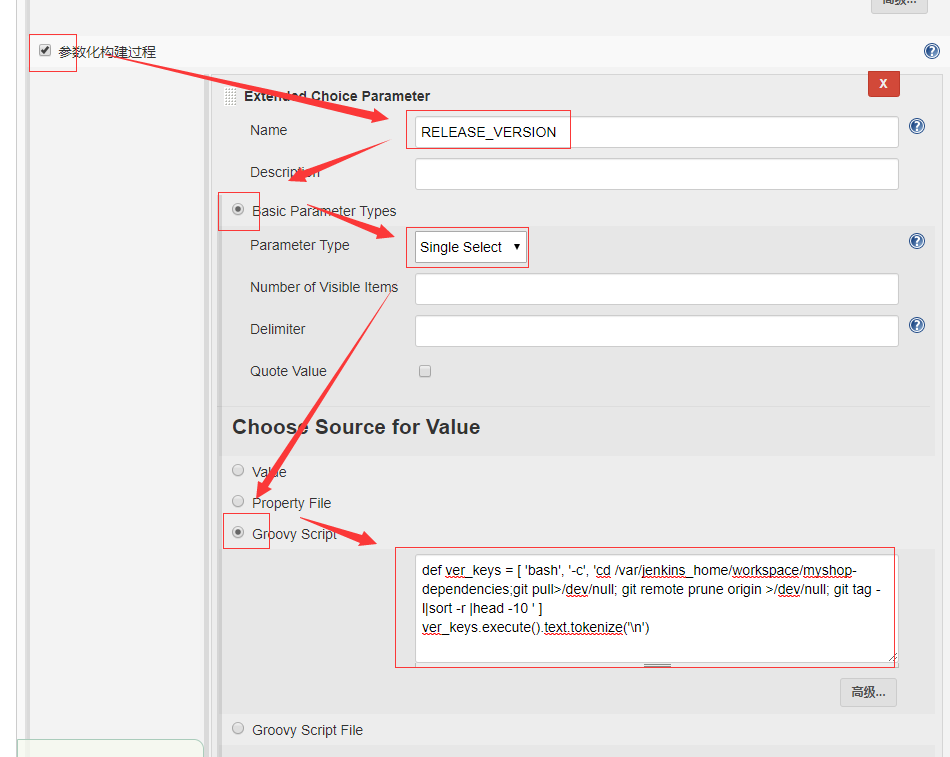 高级...
参数化构建过程
Extended Choice Parameter
X
Name
RELEASE_VERSION
Description
Basic Parameter Types
Parameter Type
Single Select
Number of Visible Items
Delimiter
Quote Value
Choose Source for Value
Value
Property File
Groovy Script
def ver_keys = [ 'bash', '-c', 'cd /var/jenkins_home/workspace/myshop-
dependencies;git pull>/dev/null; git remote prune origin >/dev/null; git tag -
l|sort -r |head -10 ' ]
ver_keys.execute().text.tokenize('\n')
高级...
Groovy Script File